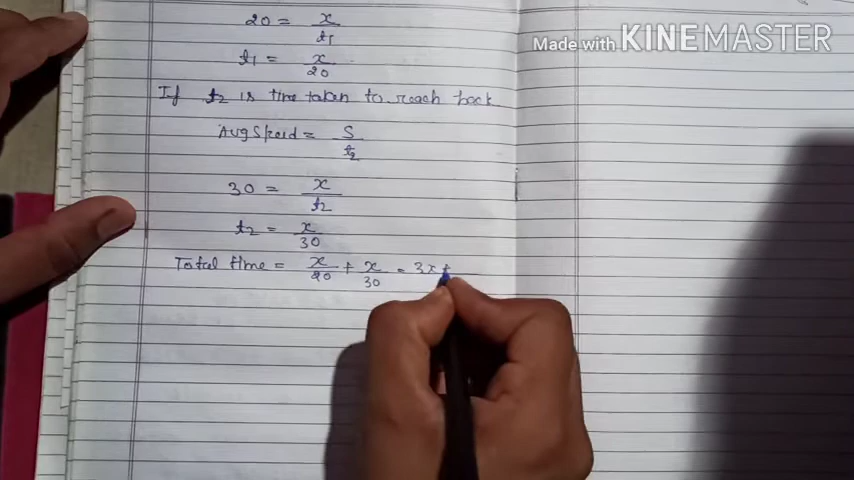 20 = x/t1
Made with KINEMASTER
t1 = x/20
If t2 is time taken to reach back
Avg Speed = S/t2
30 = x/t2
t2 = x/30
Total time = x/20 + x/30 = 3x +